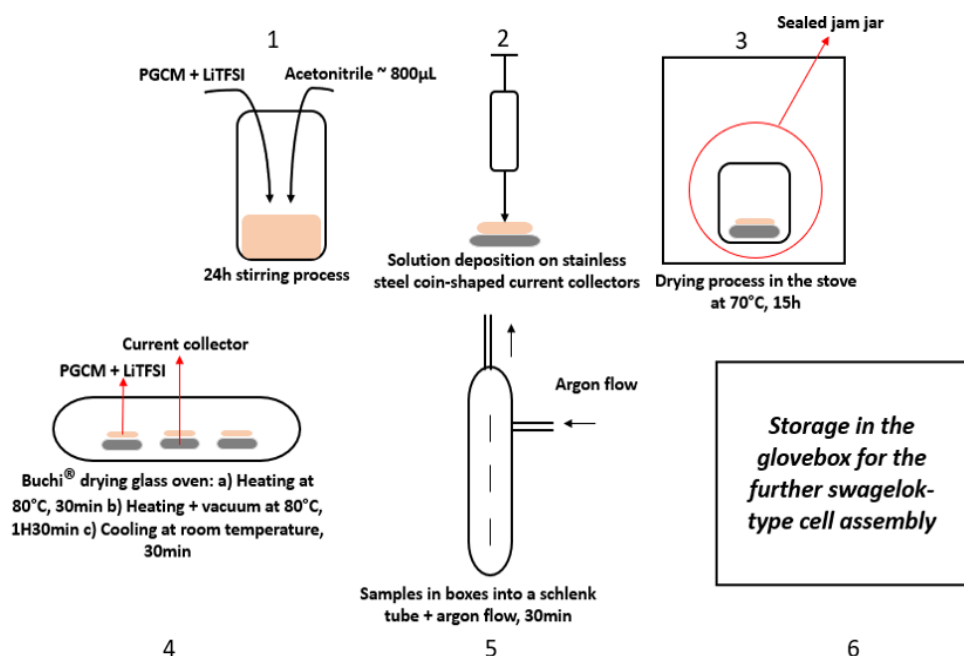 1
PGCM + LiTFSI
Acetonitrile ~ 800µL
24h stirring process
2
Solution deposition on stainless
steel coin-shaped current collectors
Sealed jam jar
3
Drying process in the stove
at 70°C, 15h
Current collector
PGCM + LiTFSI
Buchi® drying glass oven: a) Heating at
80°C, 30min b) Heating + vacuum at 80°C,
1H30min c) Cooling at room temperature,
30min
4
Argon flow
Samples in boxes into a schlenk
tube + argon flow, 30min
5
Storage in the
glovebox for the
further swagelok-
type cell assembly
6